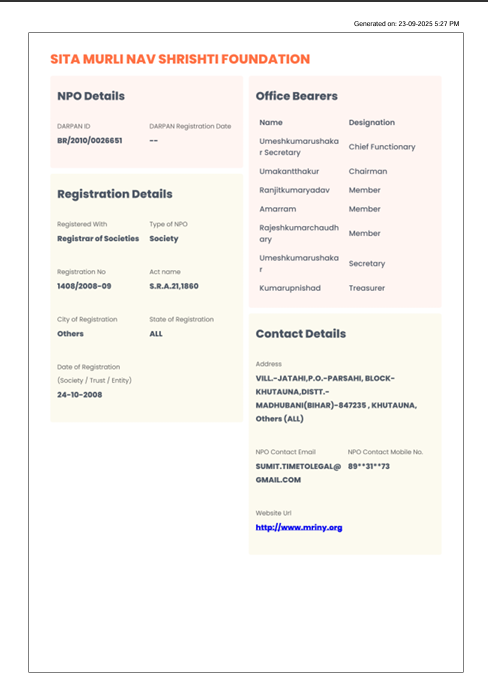 Generated on: 23-09-2025 5:27 PM
SITA MURLI NAV SHRISHTI FOUNDATION
NPO Details
DARPAN ID DARPAN Registration Date
BR/2010/0026651 --
Registration Details
Registered With Type of NPO
Registrar of Societies Society
Registration No Act name
1408/2008-09 S.R.A.21,1860
City of Registration State of Registration
Others ALL
Date of Registration
(Society / Trust / Entity)
24-10-2008
Office Bearers
Name Designation
Umeshkumarushaka
r Secretary Chief Functionary
Umakantthakur Chairman
Ranjitkumaryadav Member
Amarram Member
Rajeshkumarchaudh
ary Member
Umeshkumarushaka
r Secretary
Kumarupnishad Treasurer
Contact Details
Address
VILL.-JATAHI,P.O.-PARSAHI, BLOCK-
KHUTAUNA,DISTT.-
MADHUBANI(BIHAR)-847235 , KHUTAUNA,
Others (ALL)
NPO Contact Email NPO Contact Mobile No.
SUMIT.TIMETOLEGAL@ 89**31**73
GMAIL.COM
Website Url
http://www.mriny.org